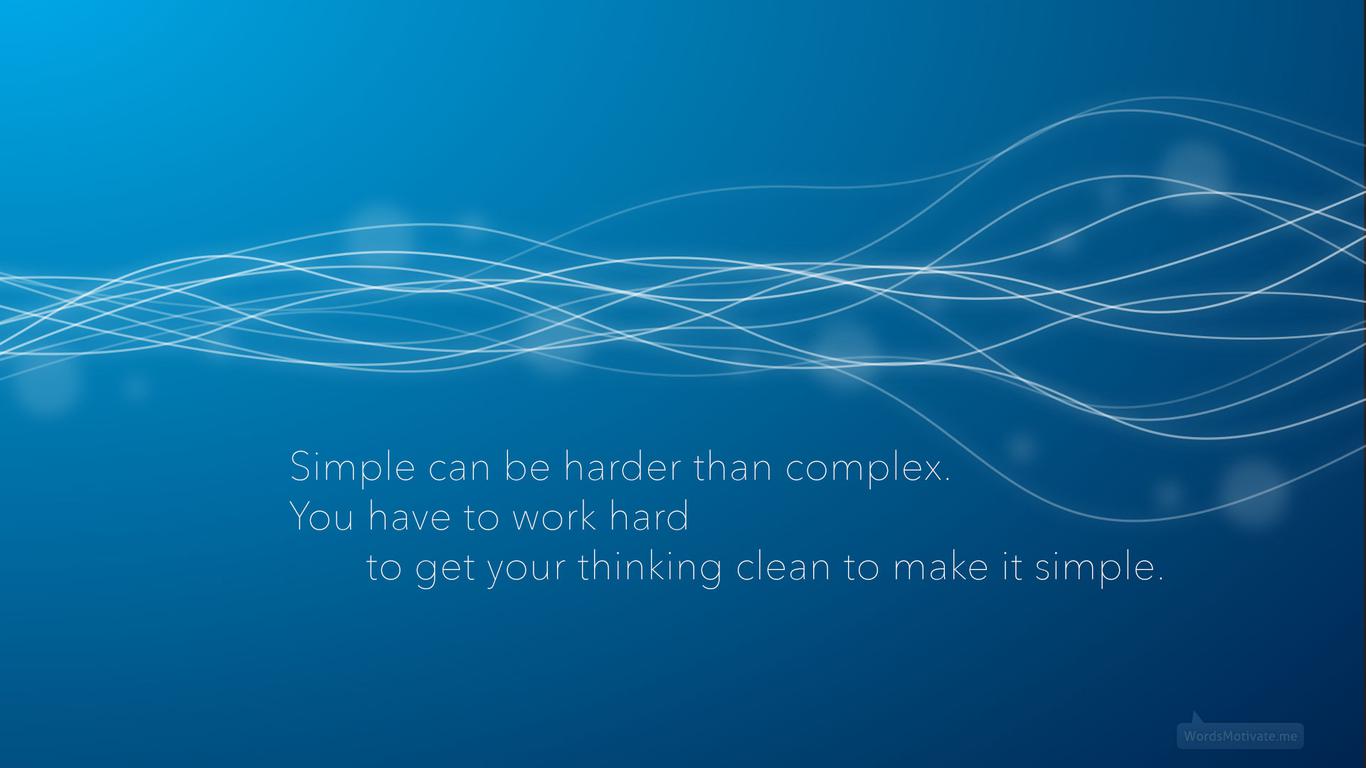 Simple can be harder than complex.
You have to work hard
to get your thinking clean to make it simple.
WordsMotivate.me